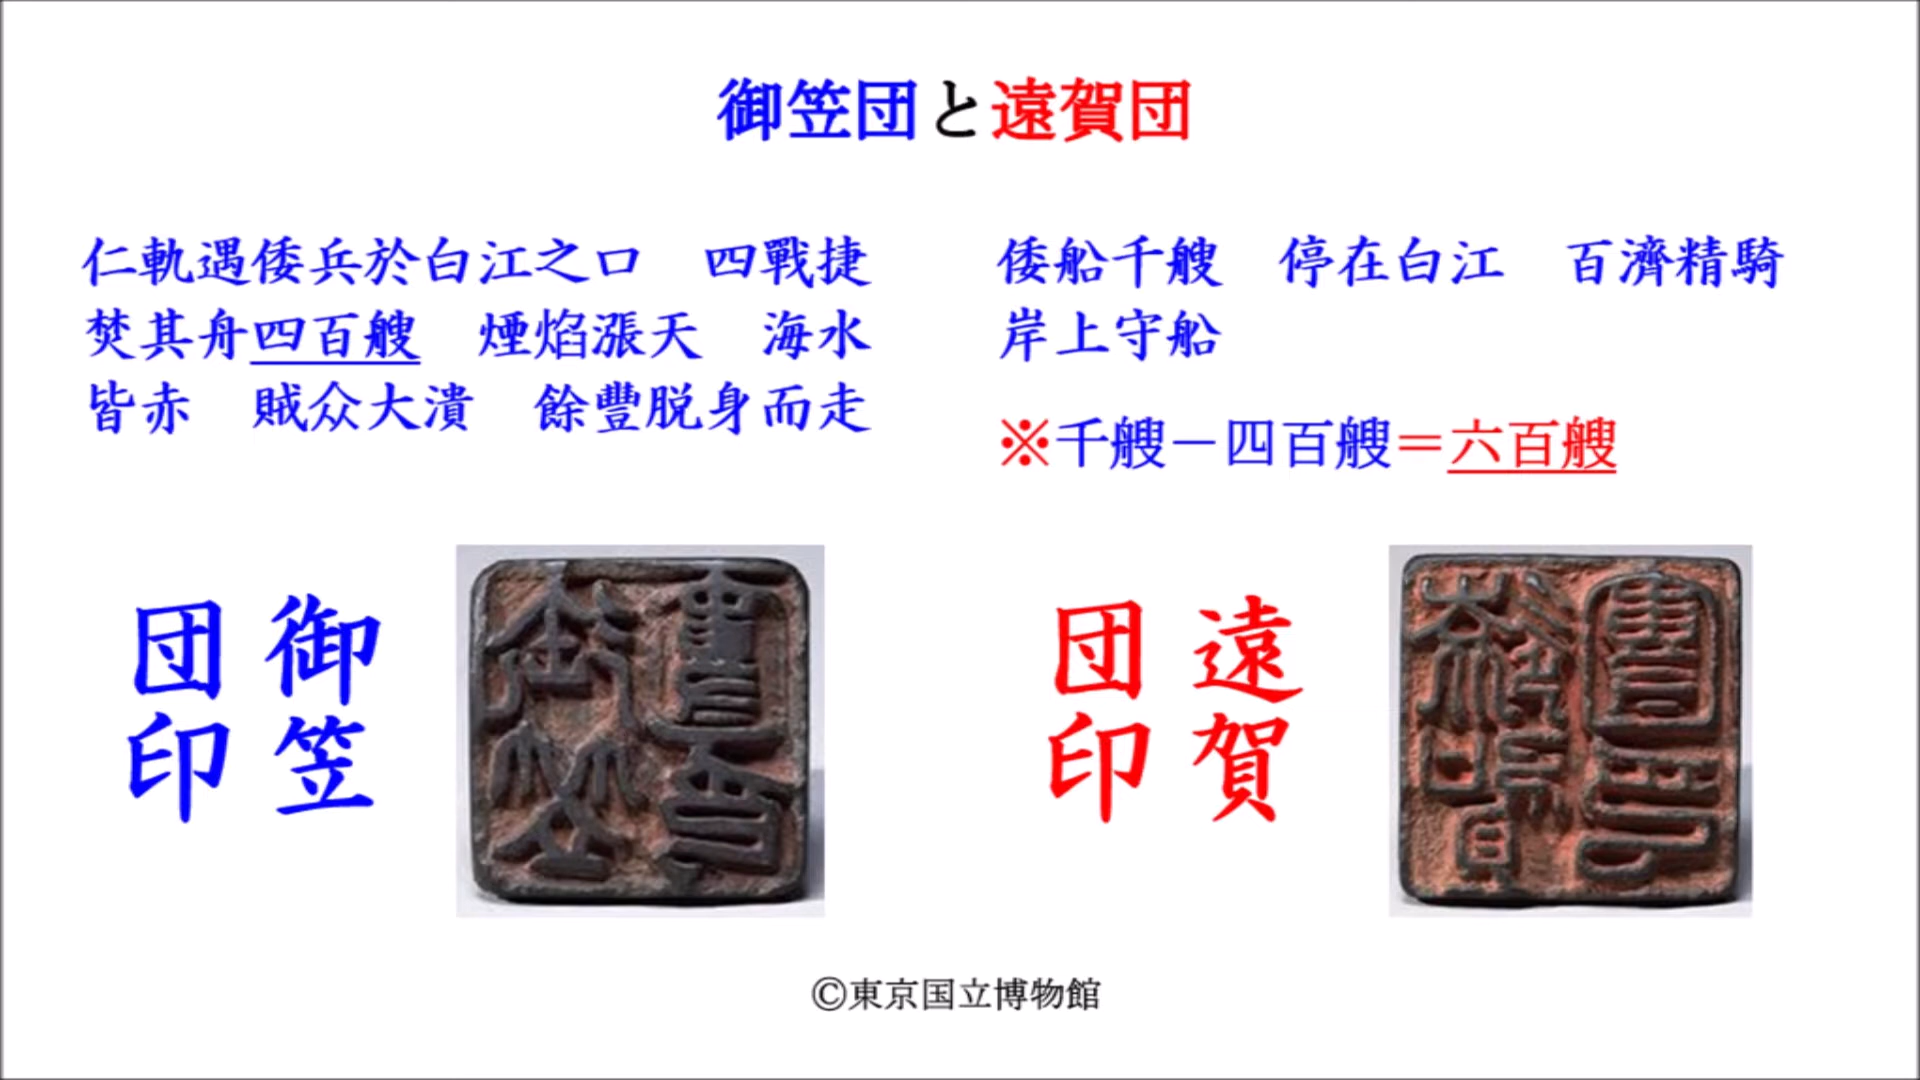 御笠団と遠賀団
仁軌遇倭兵於白江之口　四戰捷
焚其舟四百艘　煙焰漲天　海水
皆赤　賊众大潰　餘豐脱身而走
倭船千艘　停在白江　百濟精騎
岸上守船
※千艘－四百艘＝六百艘
御笠
団印
遠賀
団印
©東京国立博物館